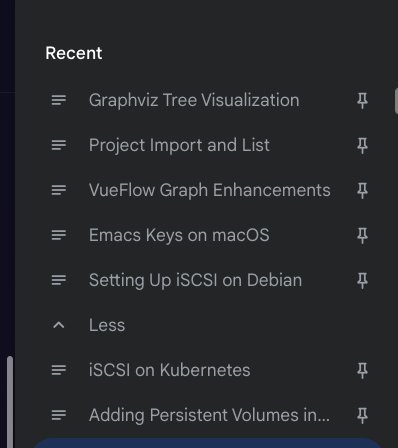 Recent
Graphviz Tree Visualization
Project Import and List
VueFlow Graph Enhancements
Emacs Keys on macOS
Setting Up iSCSI on Debian
Less
iSCSI on Kubernetes
Adding Persistent Volumes in...